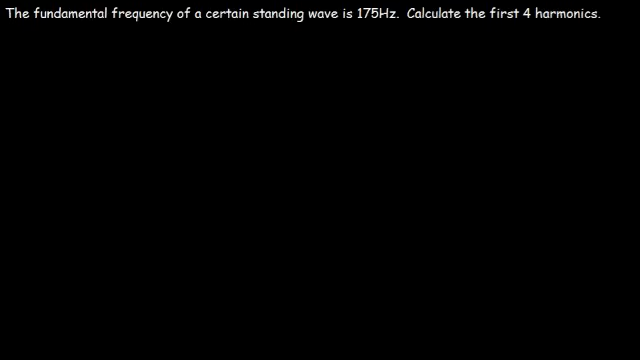 The fundamental frequency of a certain standing wave is 175Hz.  Calculate the first 4 harmonics.